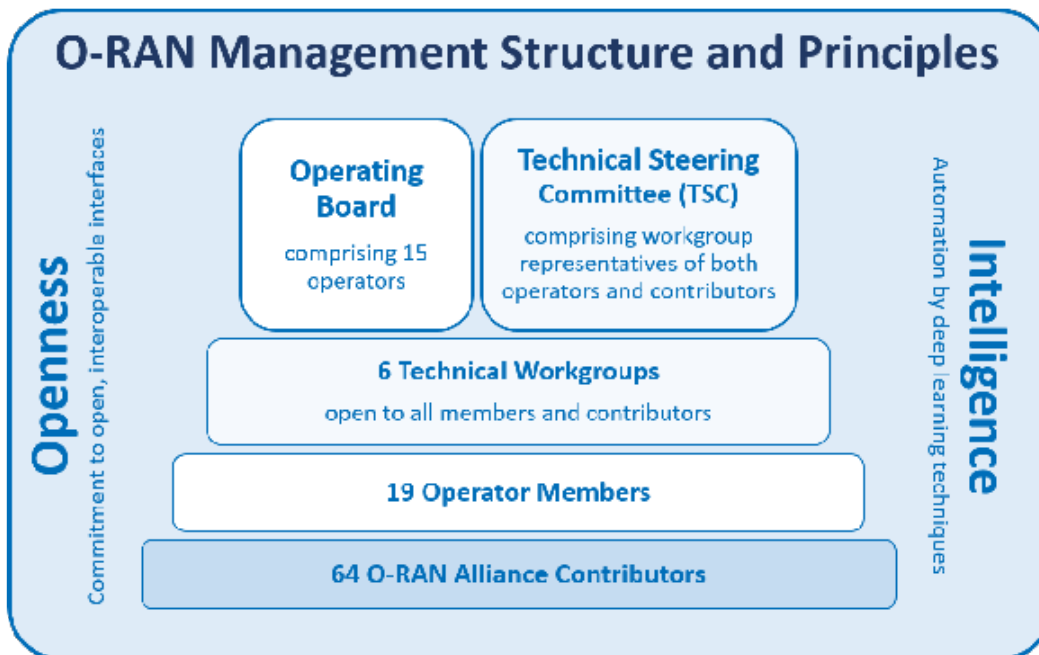 O-RAN Management Structure and Principles
Openness
Commitment to open, interoperable interfaces
Operating
Board
comprising 15
operators
Technical Steering
Committee (TSC)
comprising workgroup
representatives of both
operators and contributors
6 Technical Workgroups
open to all members and contributors
19 Operator Members
64 O-RAN Alliance Contributors
Intelligence
Automation by deep learning techniques